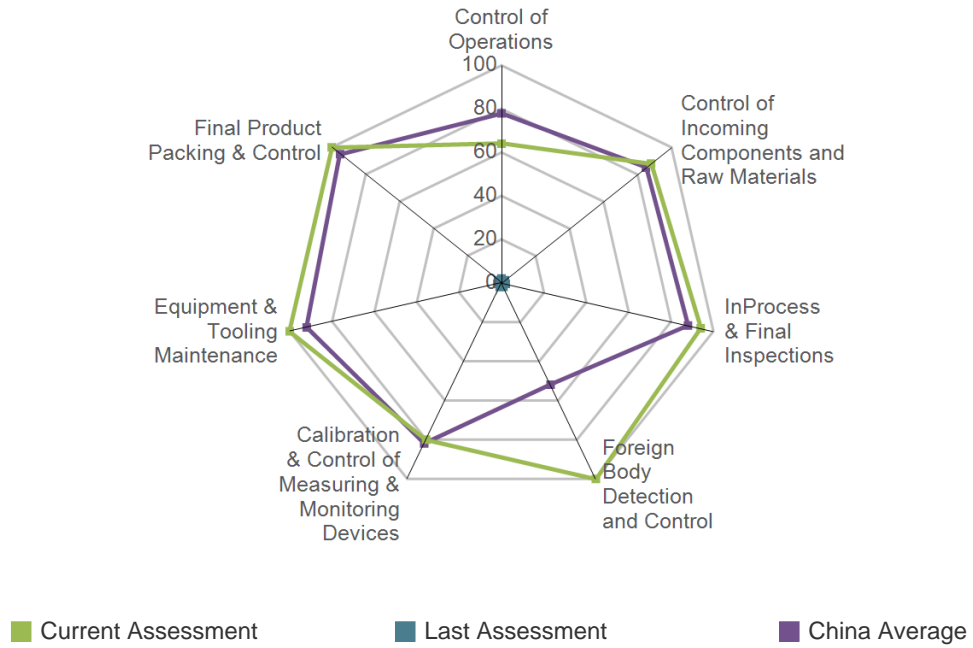 Control of
Operations
100
80
60
40
20
0
Control of
Incoming
Components and
Raw Materials
InProcess
& Final
Inspections
Foreign
Body
Detection
and Control
Calibration
& Control of
Measuring &
Monitoring
Devices
Equipment &
Tooling
Maintenance
Final Product
Packing & Control
Current Assessment
Last Assessment
China Average